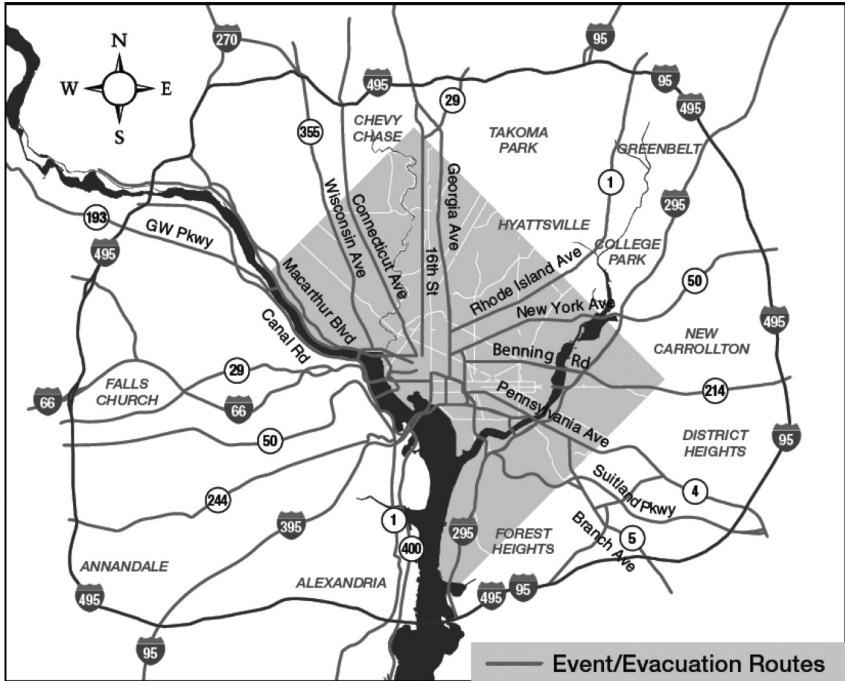 270
95
N
W E
S
495
95
495
29
355
CHEVY
CHASE
TAKOMA
PARK
GREENBELT
1
295
193
GW Pkwy
495
Wisconsin Ave
Connecticut Ave
Georgia Ave
16th St
HYATTSVILLE
COLLEGE
PARK
Rhode Island Ave
50
Macarthur Blvd
Canal Rd
New York Ave
495
NEW
CARROLLTON
Benning Rd
29
214
66
FALLS
CHURCH
66
Pennsylvania Ave
50
DISTRICT
HEIGHTS
95
Suitland Pkwy
4
244
395
1
295
Branch Ave
5
400
FOREST
HEIGHTS
ANNANDALE
ALEXANDRIA
495
495
95
95
Event/Evacuation Routes